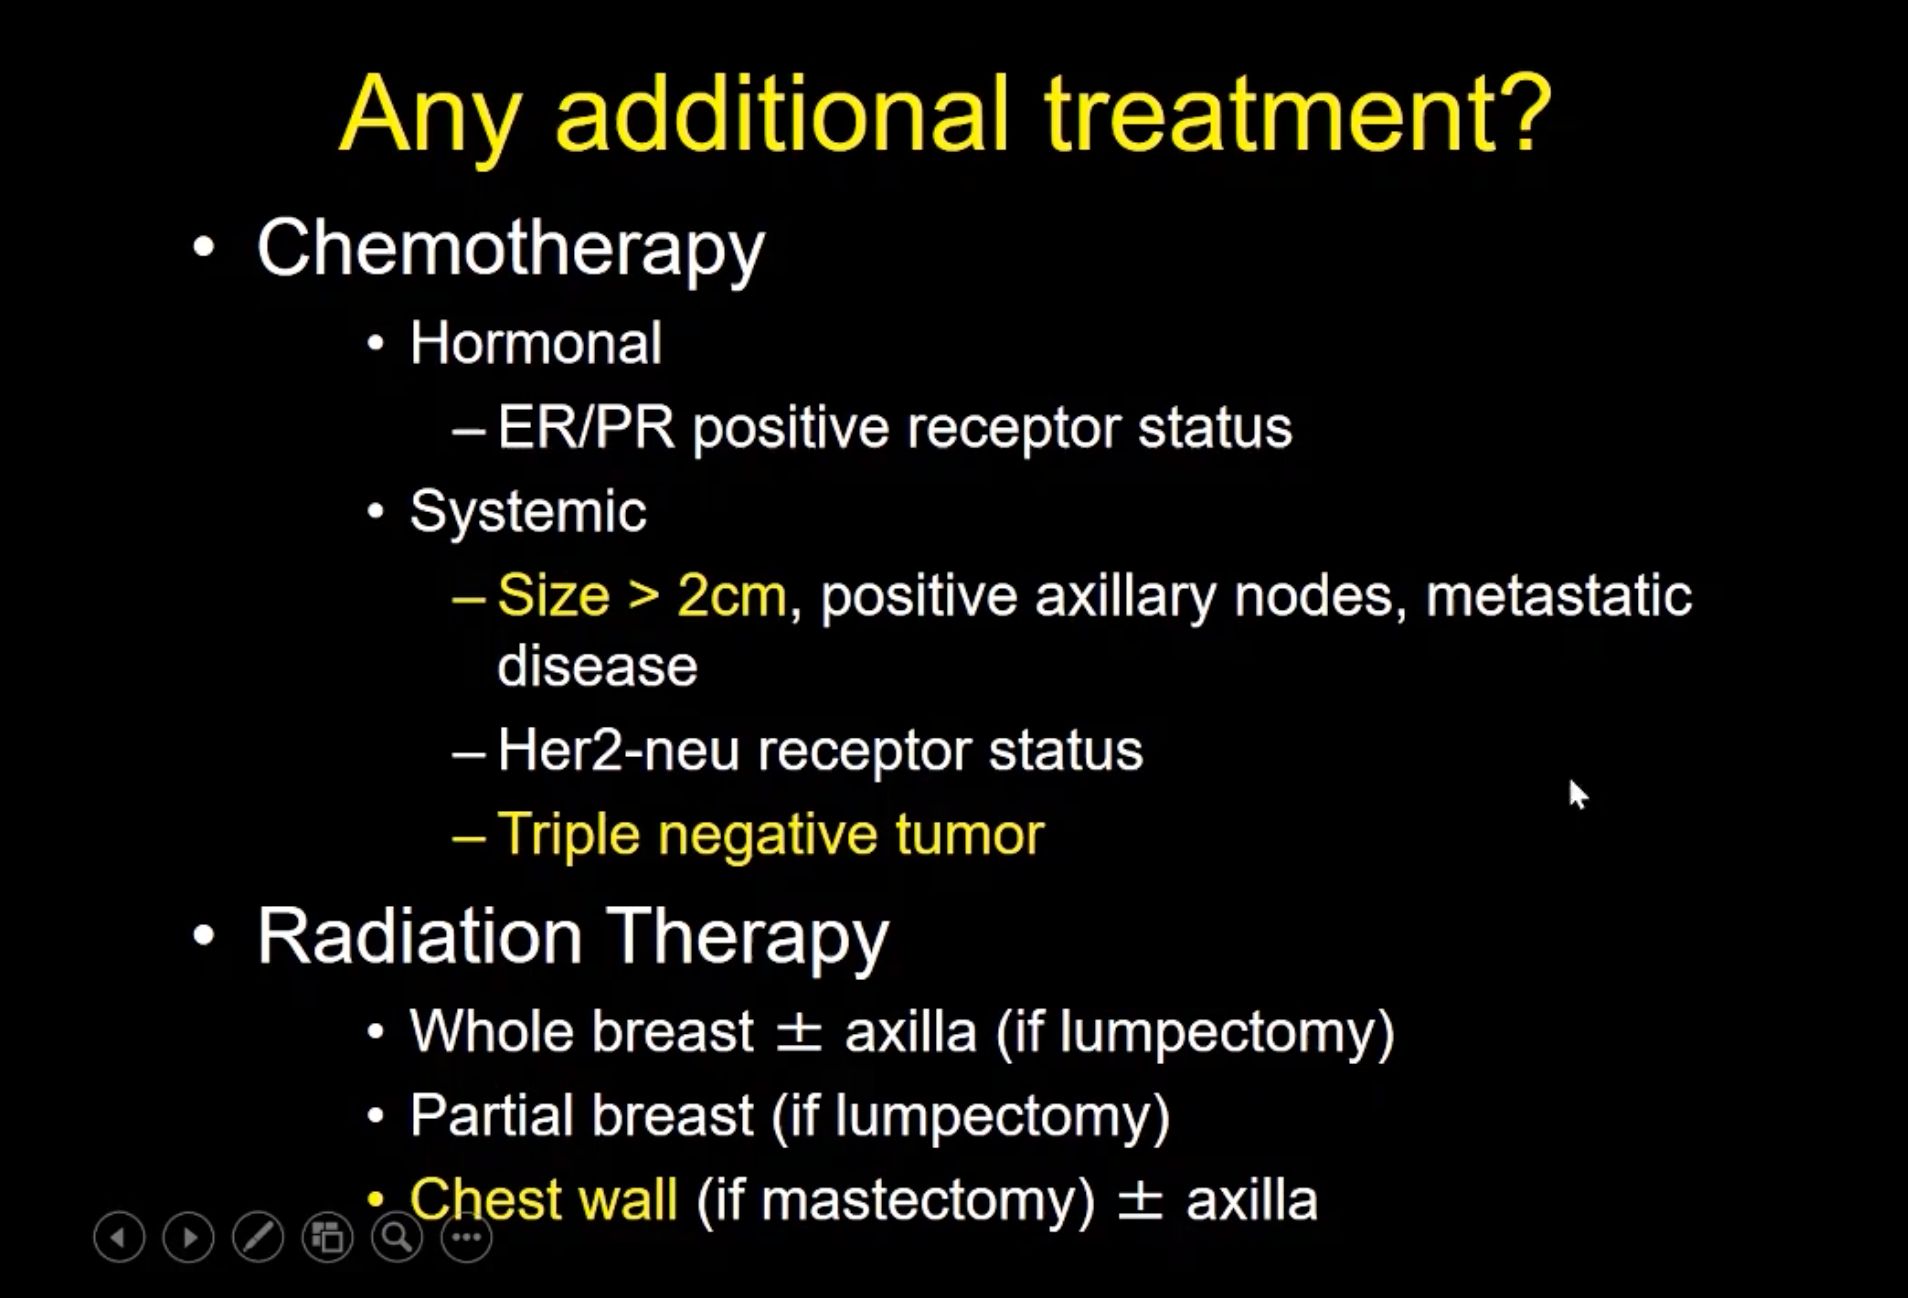 Any additional treatment?
• Chemotherapy
• Hormonal
– ER/PR positive receptor status
• Systemic
– Size > 2cm, positive axillary nodes, metastatic
disease
– Her2-neu receptor status
– Triple negative tumor
• Radiation Therapy
• Whole breast ± axilla (if lumpectomy)
• Partial breast (if lumpectomy)
• Chest wall (if mastectomy) ± axilla